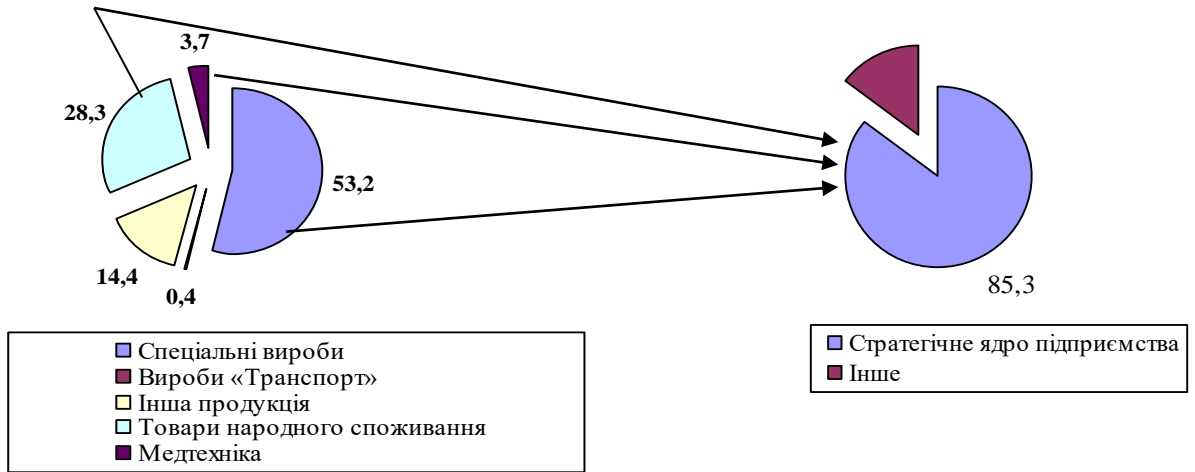 3,7
28,3
53,2
14,4
0,4
85,3
Спеціальні вироби
Вироби «Транспорт»
Інша продукція
Товари народного споживання
Медтехніка
Стратегічне ядро підприємства
Інше